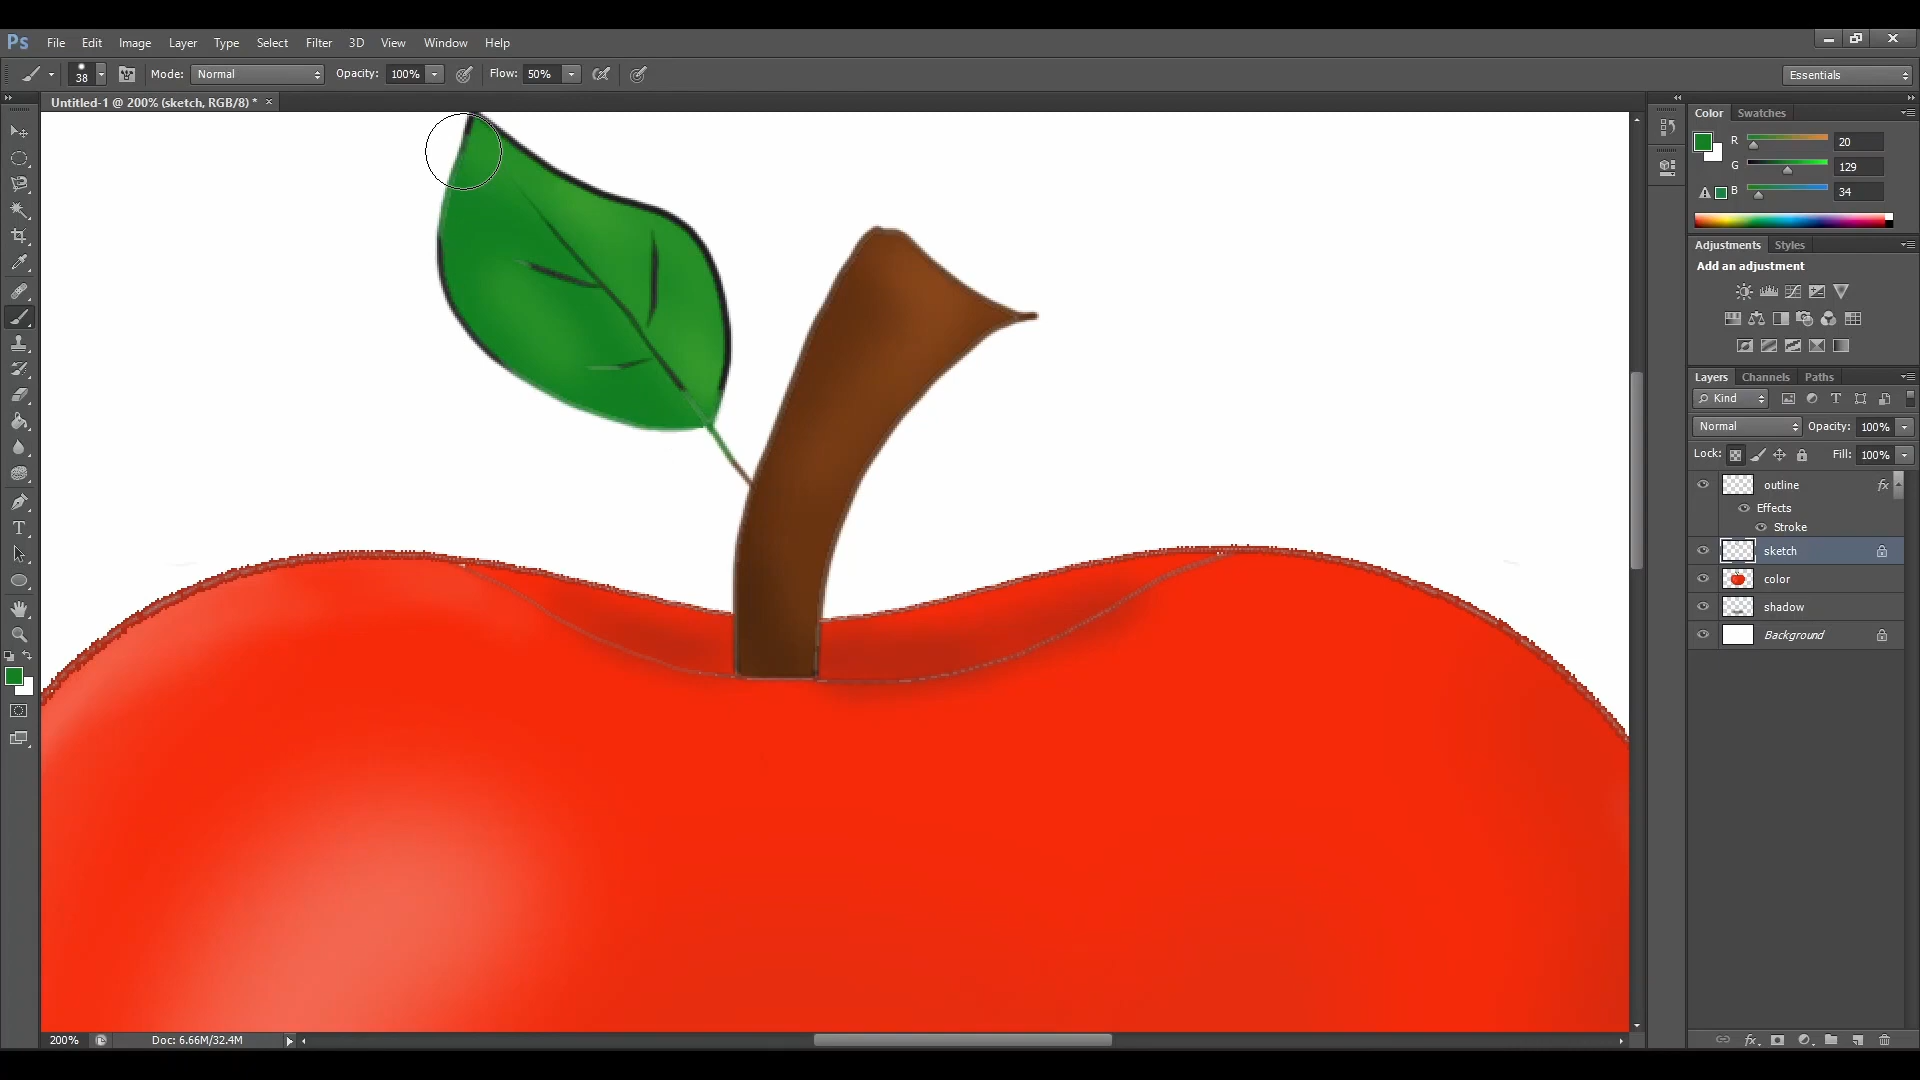 Ps File Edit Image Layer Type Select Filter 3D View Window Help
38 Mode: Normal Opacity: 100% Flow: 50% Essentials
Untitled-1 @ 200% (sketch, RGB/8) * ×
Color Swatches
R 20
G 129
B 34
Adjustments Styles
Add an adjustment
Layers Channels Paths
Kind
Normal Opacity: 100%
Lock: Fill: 100%
outline fx
Effects
Stroke
sketch
color
shadow
Background
200% Doc: 6.66M/32.4M